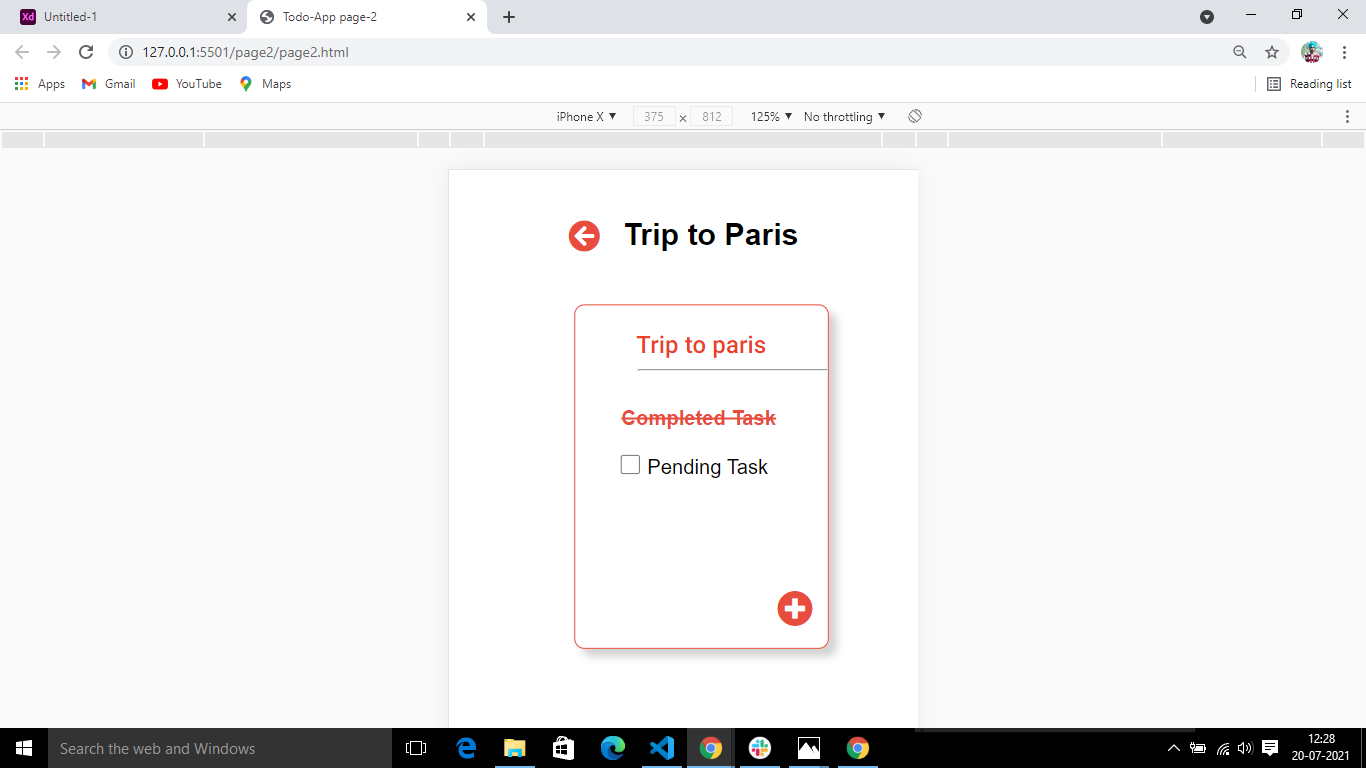 Xd Untitled-1
Todo-App page-2
127.0.0.1:5501/page2/page2.html
Apps Gmail YouTube Maps Reading list
iPhone X 375 × 812 125% No throttling
Trip to Paris
Trip to paris
Completed Task
Pending Task
Search the web and Windows
12:28
20-07-2021